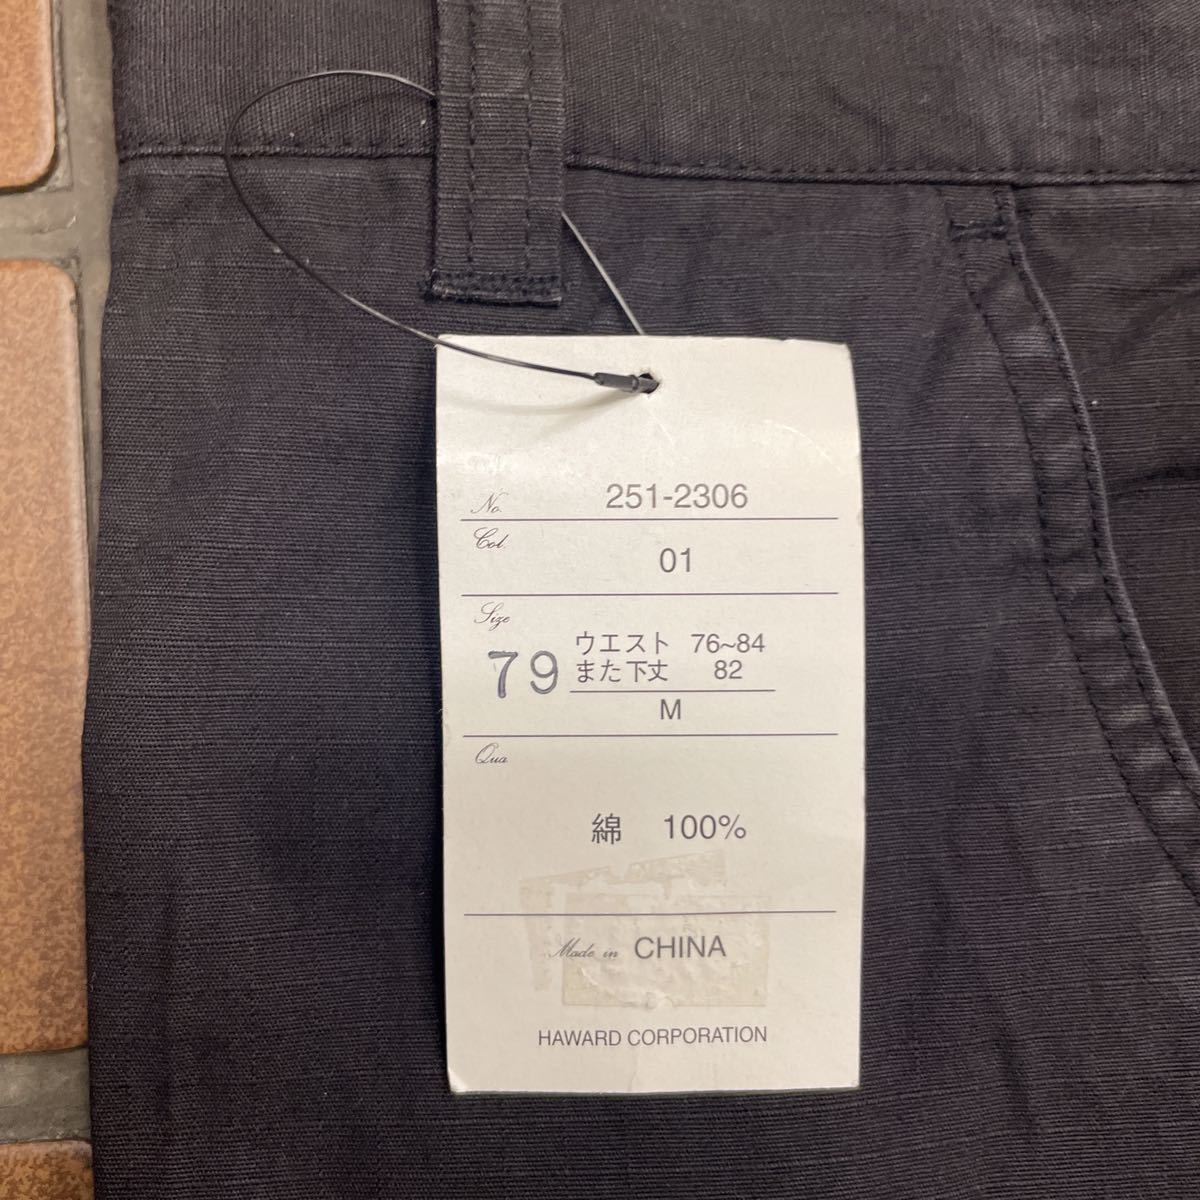 No. 251-2306
Col. 01
Size
79 ウエスト 76~84
また下丈 82
M
Qua
綿 100%
Made in CHINA
HAWARD CORPORATION